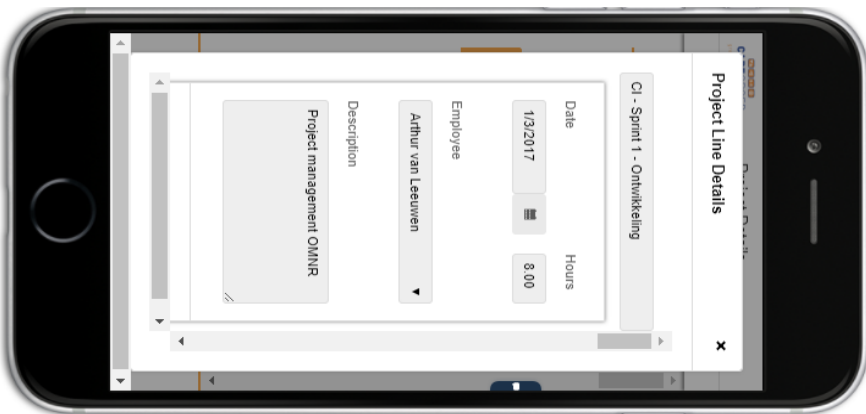 Project Line Details
×
CI - Sprint 1 - Ontwikkeling
Date
Hours
1/3/2017
8.00
Employee
Arthur van Leeuwen
Description
Project management OMNR